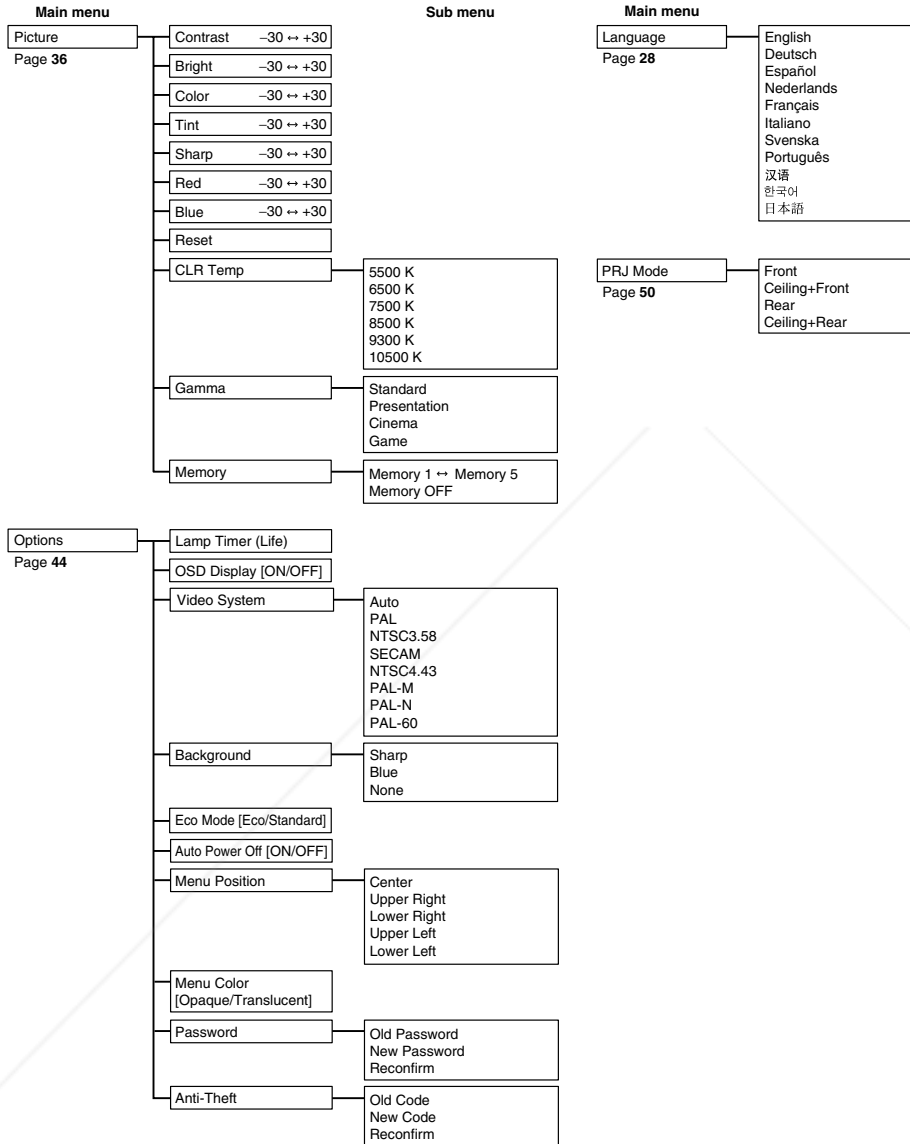 Main menu
Sub menu
Picture
Page 36
Contrast −30 ↔ +30
Bright −30 ↔ +30
Color −30 ↔ +30
Tint −30 ↔ +30
Sharp −30 ↔ +30
Red −30 ↔ +30
Blue −30 ↔ +30
Reset
CLR Temp
5500 K
6500 K
7500 K
8500 K
9300 K
10500 K
Gamma
Standard
Presentation
Cinema
Game
Memory
Memory 1 ↔ Memory 5
Memory OFF
Options
Page 44
Lamp Timer (Life)
OSD Display [ON/OFF]
Video System
Auto
PAL
NTSC3.58
SECAM
NTSC4.43
PAL-M
PAL-N
PAL-60
Background
Sharp
Blue
None
Eco Mode [Eco/Standard]
Auto Power Off [ON/OFF]
Menu Position
Center
Upper Right
Lower Right
Upper Left
Lower Left
Menu Color
[Opaque/Translucent]
Password
Old Password
New Password
Reconfirm
Anti-Theft
Old Code
New Code
Reconfirm
Main menu
Language
Page 28
English
Deutsch
Español
Nederlands
Français
Italiano
Svenska
Português
汉语
한국어
日本語
PRJ Mode
Page 50
Front
Ceiling+Front
Rear
Ceiling+Rear